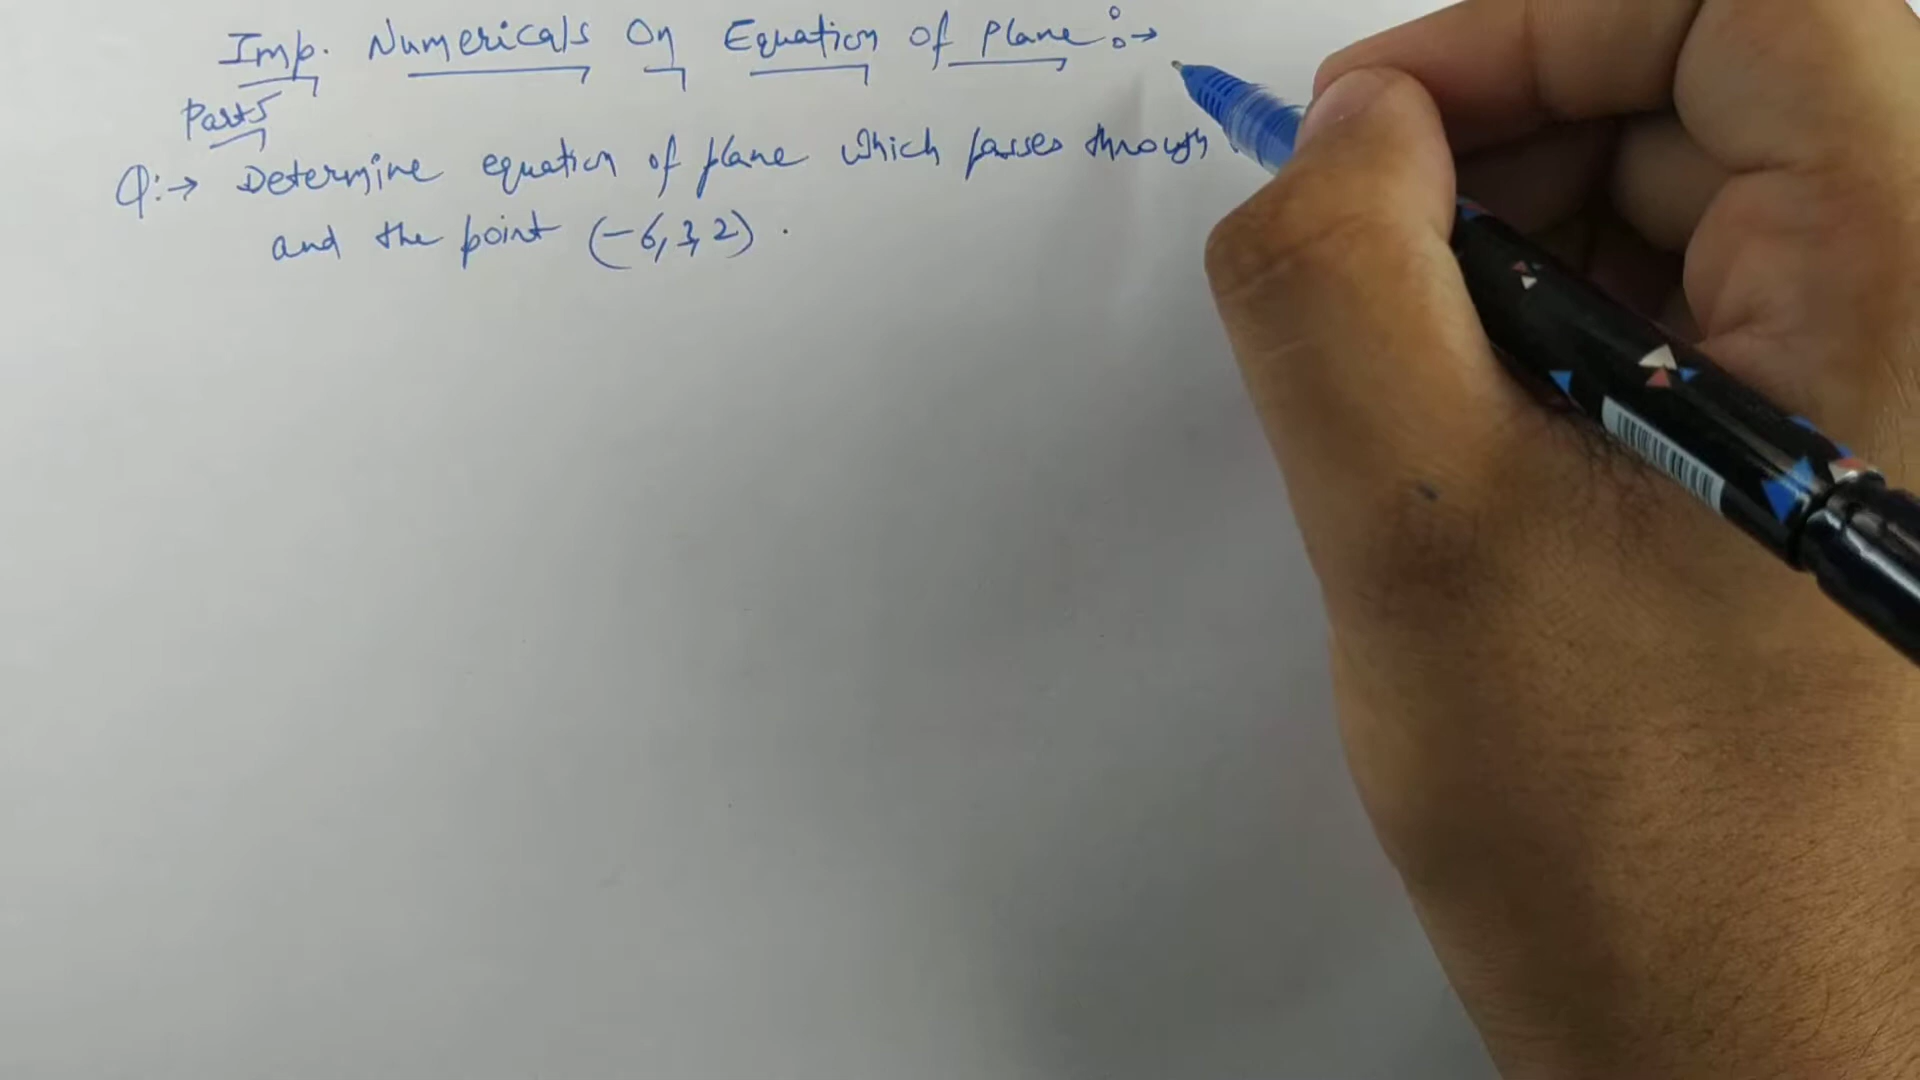 Imp. Numericals On Equation of plane :→
Part5
Q:→ Determine equation of plane which passes through
and the point (-6,3,2).